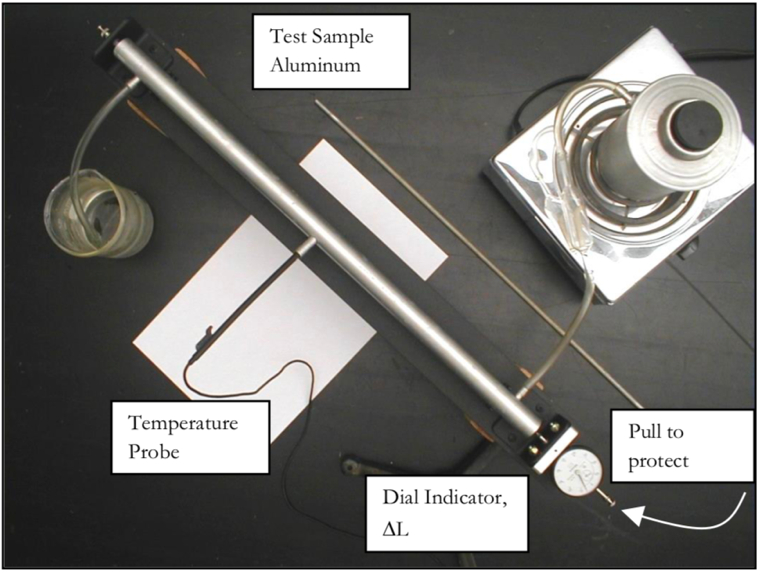 Test Sample
Aluminum
Temperature
Probe
Pull to
protect
Dial Indicator,
ΔL